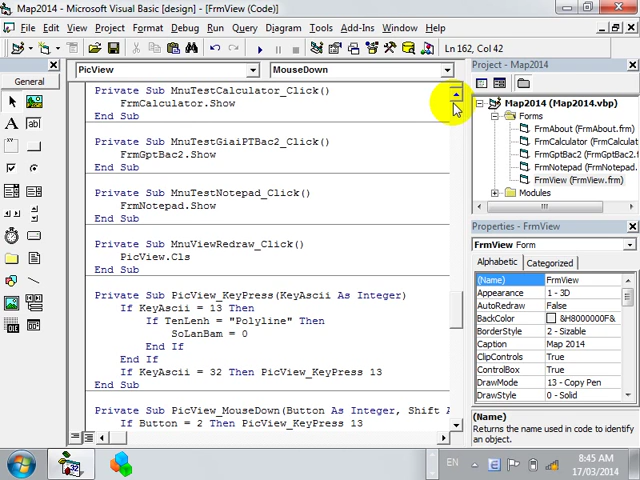 Map2014 - Microsoft Visual Basic [design] - [FrmView (Code)]
File Edit View Project Format Debug Run Query Diagram Tools Add-Ins Window Help
Ln 162, Col 42
General
PicView
MouseDown
Private Sub MnuTestCalculator_Click()
FrmCalculator.Show
End Sub
Private Sub MnuTestGiaiPTBac2_Click()
FrmGptBac2.Show
End Sub
Private Sub MnuTestNotepad_Click()
FrmNotepad.Show
End Sub
Private Sub MnuViewRedraw_Click()
PicView.Cls
End Sub
Private Sub PicView_KeyPress(KeyAscii As Integer)
If KeyAscii = 13 Then
If TenLenh = "Polyline" Then
SoLanBam = 0
End If
End If
If KeyAscii = 32 Then PicView_KeyPress 13
End Sub
Private Sub PicView_MouseDown(Button As Integer, Shift A
If Button = 2 Then PicView_KeyPress 13
Project - Map2014
Map2014 (Map2014.vbp)
Forms
FrmAbout (FrmAbout.frm)
FrmCalculator (FrmCalculat
FrmGptBac2 (FrmGptBac2.
FrmNotepad (FrmNotepad.
FrmView (FrmView.frm)
Modules
Properties - FrmView
FrmView Form
Alphabetic Categorized
(Name) FrmView
Appearance 1 - 3D
AutoRedraw False
BackColor &H8000000F&
BorderStyle 2 - Sizable
Caption Map 2014
ClipControls True
ControlBox True
DrawMode 13 - Copy Pen
DrawStyle 0 - Solid
(Name)
Returns the name used in code to identify
an object.
EN
8:45 AM
17/03/2014